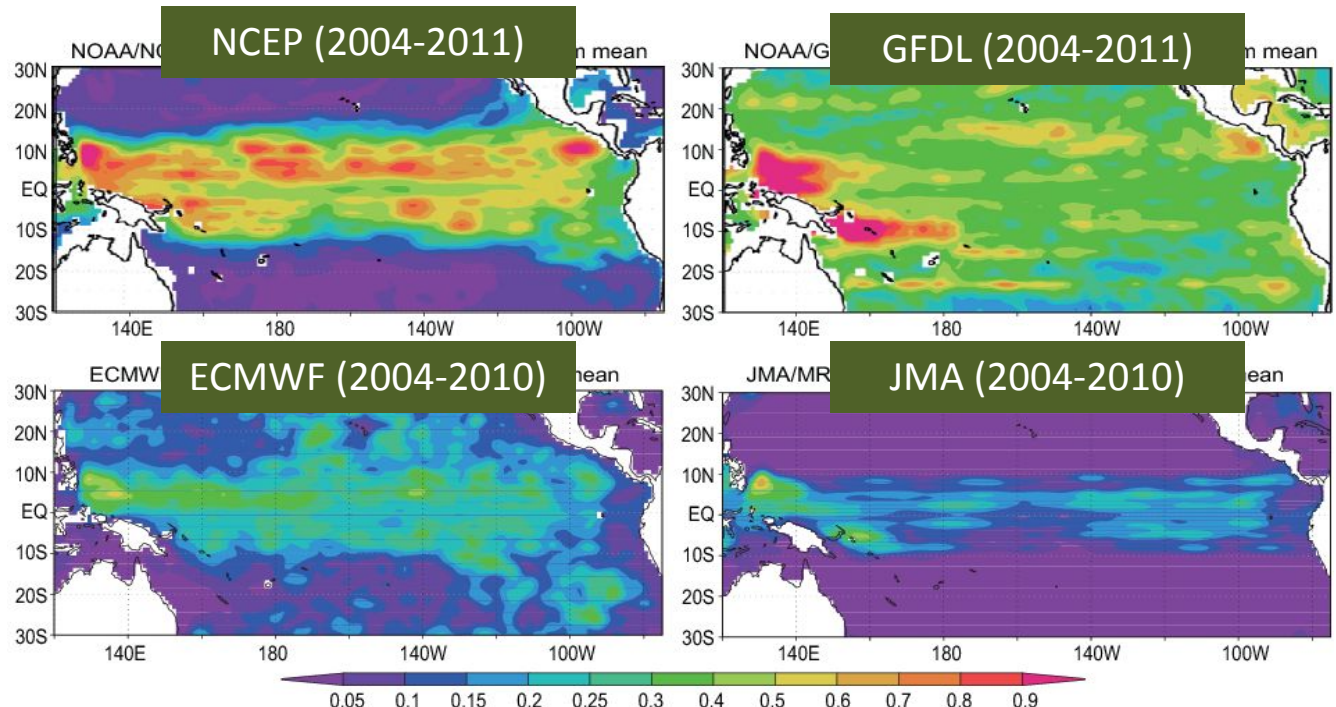 NCEP (2004-2011)
NOAA/NC m mean
30N
20N
10N
EQ
10S
20S
30S
140E 180 140W 100W
GFDL (2004-2011)
NOAA/G m mean
30N
20N
10N
EQ
10S
20S
30S
140E 180 140W 100W
ECMWF (2004-2010)
ECMW mean
30N
20N
10N
EQ
10S
20S
30S
140E 180 140W 100W
JMA (2004-2010)
JMA/MR mean
30N
20N
10N
EQ
10S
20S
30S
140E 180 140W 100W
0.05 0.1 0.15 0.2 0.25 0.3 0.4 0.5 0.6 0.7 0.8 0.9